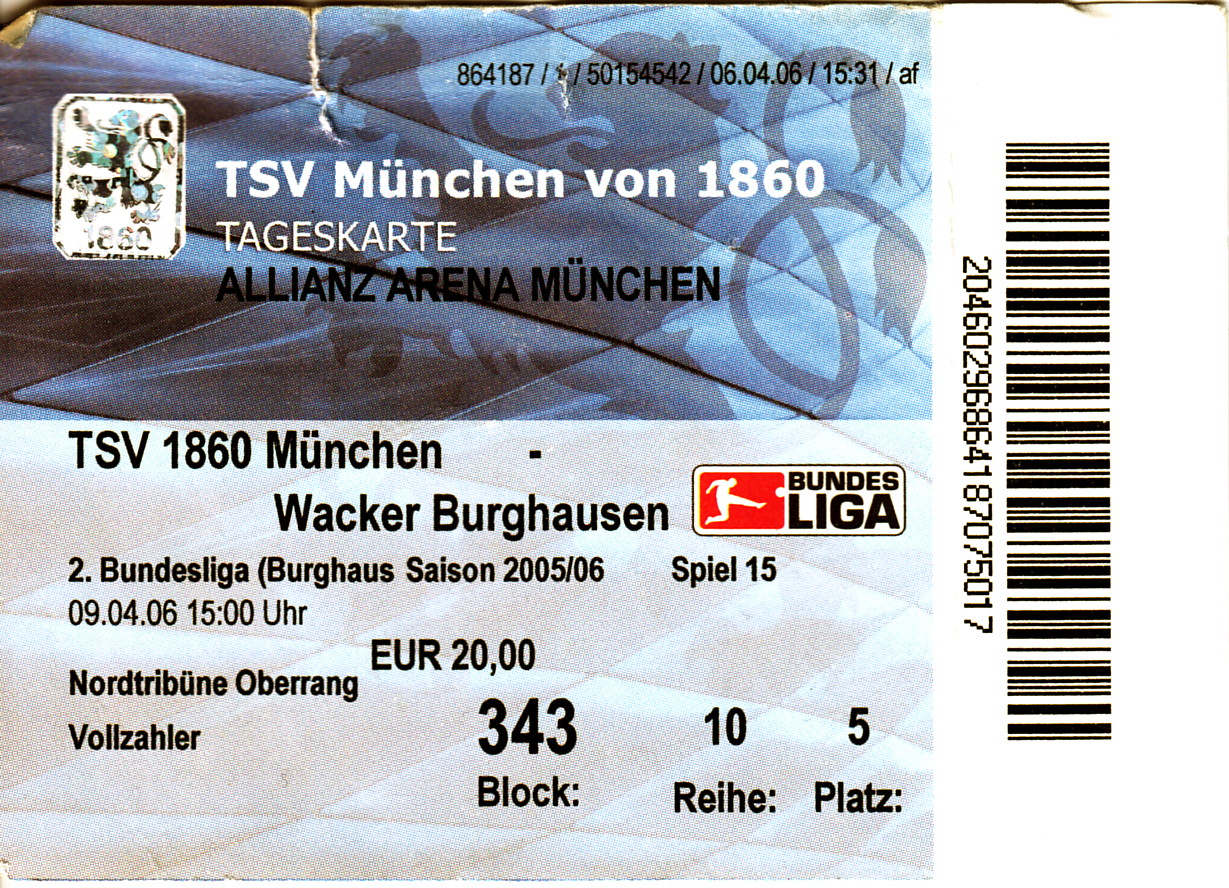 864187 / 1 / 50154542 / 06.04.06 / 15:31 / af
1860
TSV München von 1860
TAGESKARTE
ALLIANZ ARENA MÜNCHEN
TSV 1860 München -
Wacker Burghausen
BUNDES
LIGA
2. Bundesliga (Burghaus Saison 2005/06 Spiel 15
09.04.06 15:00 Uhr
EUR 20,00
Nordtribüne Oberrang
Vollzahler
343 10 5
Block: Reihe: Platz:
20460296864187075017